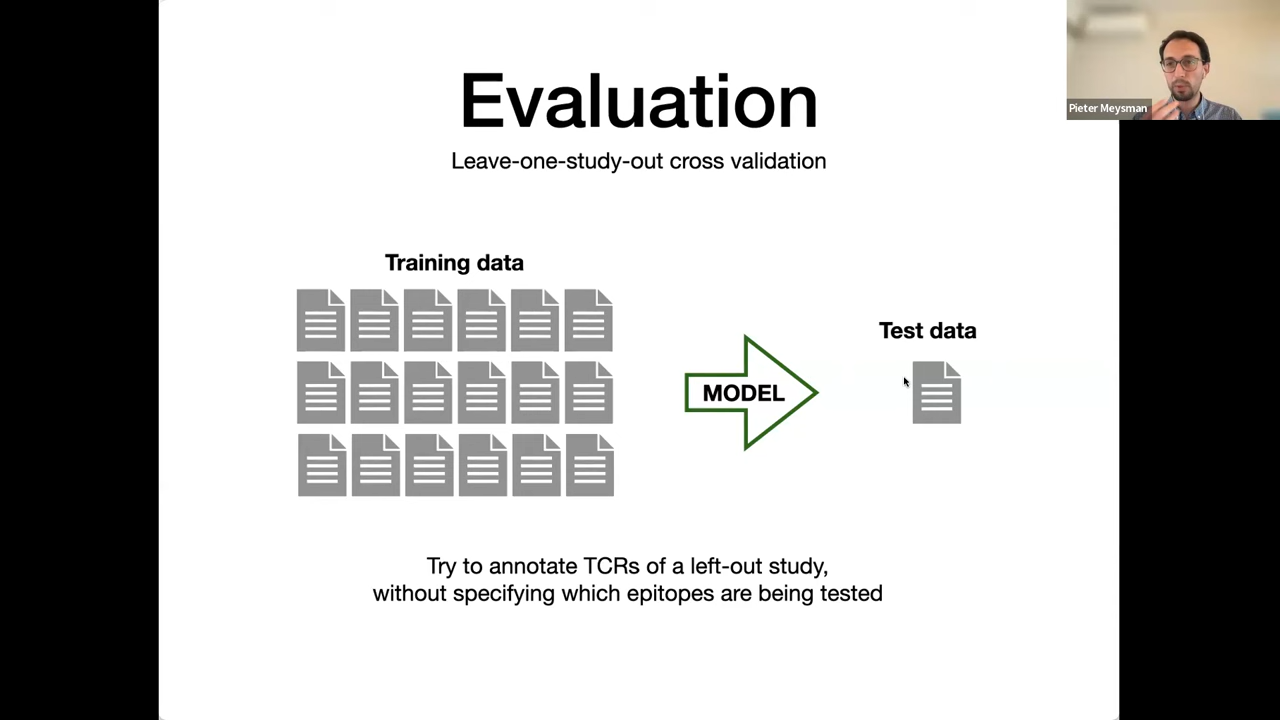 Evaluation
Leave-one-study-out cross validation
Pieter Meysman
Training data
Test data
MODEL
Try to annotate TCRs of a left-out study,
without specifying which epitopes are being tested